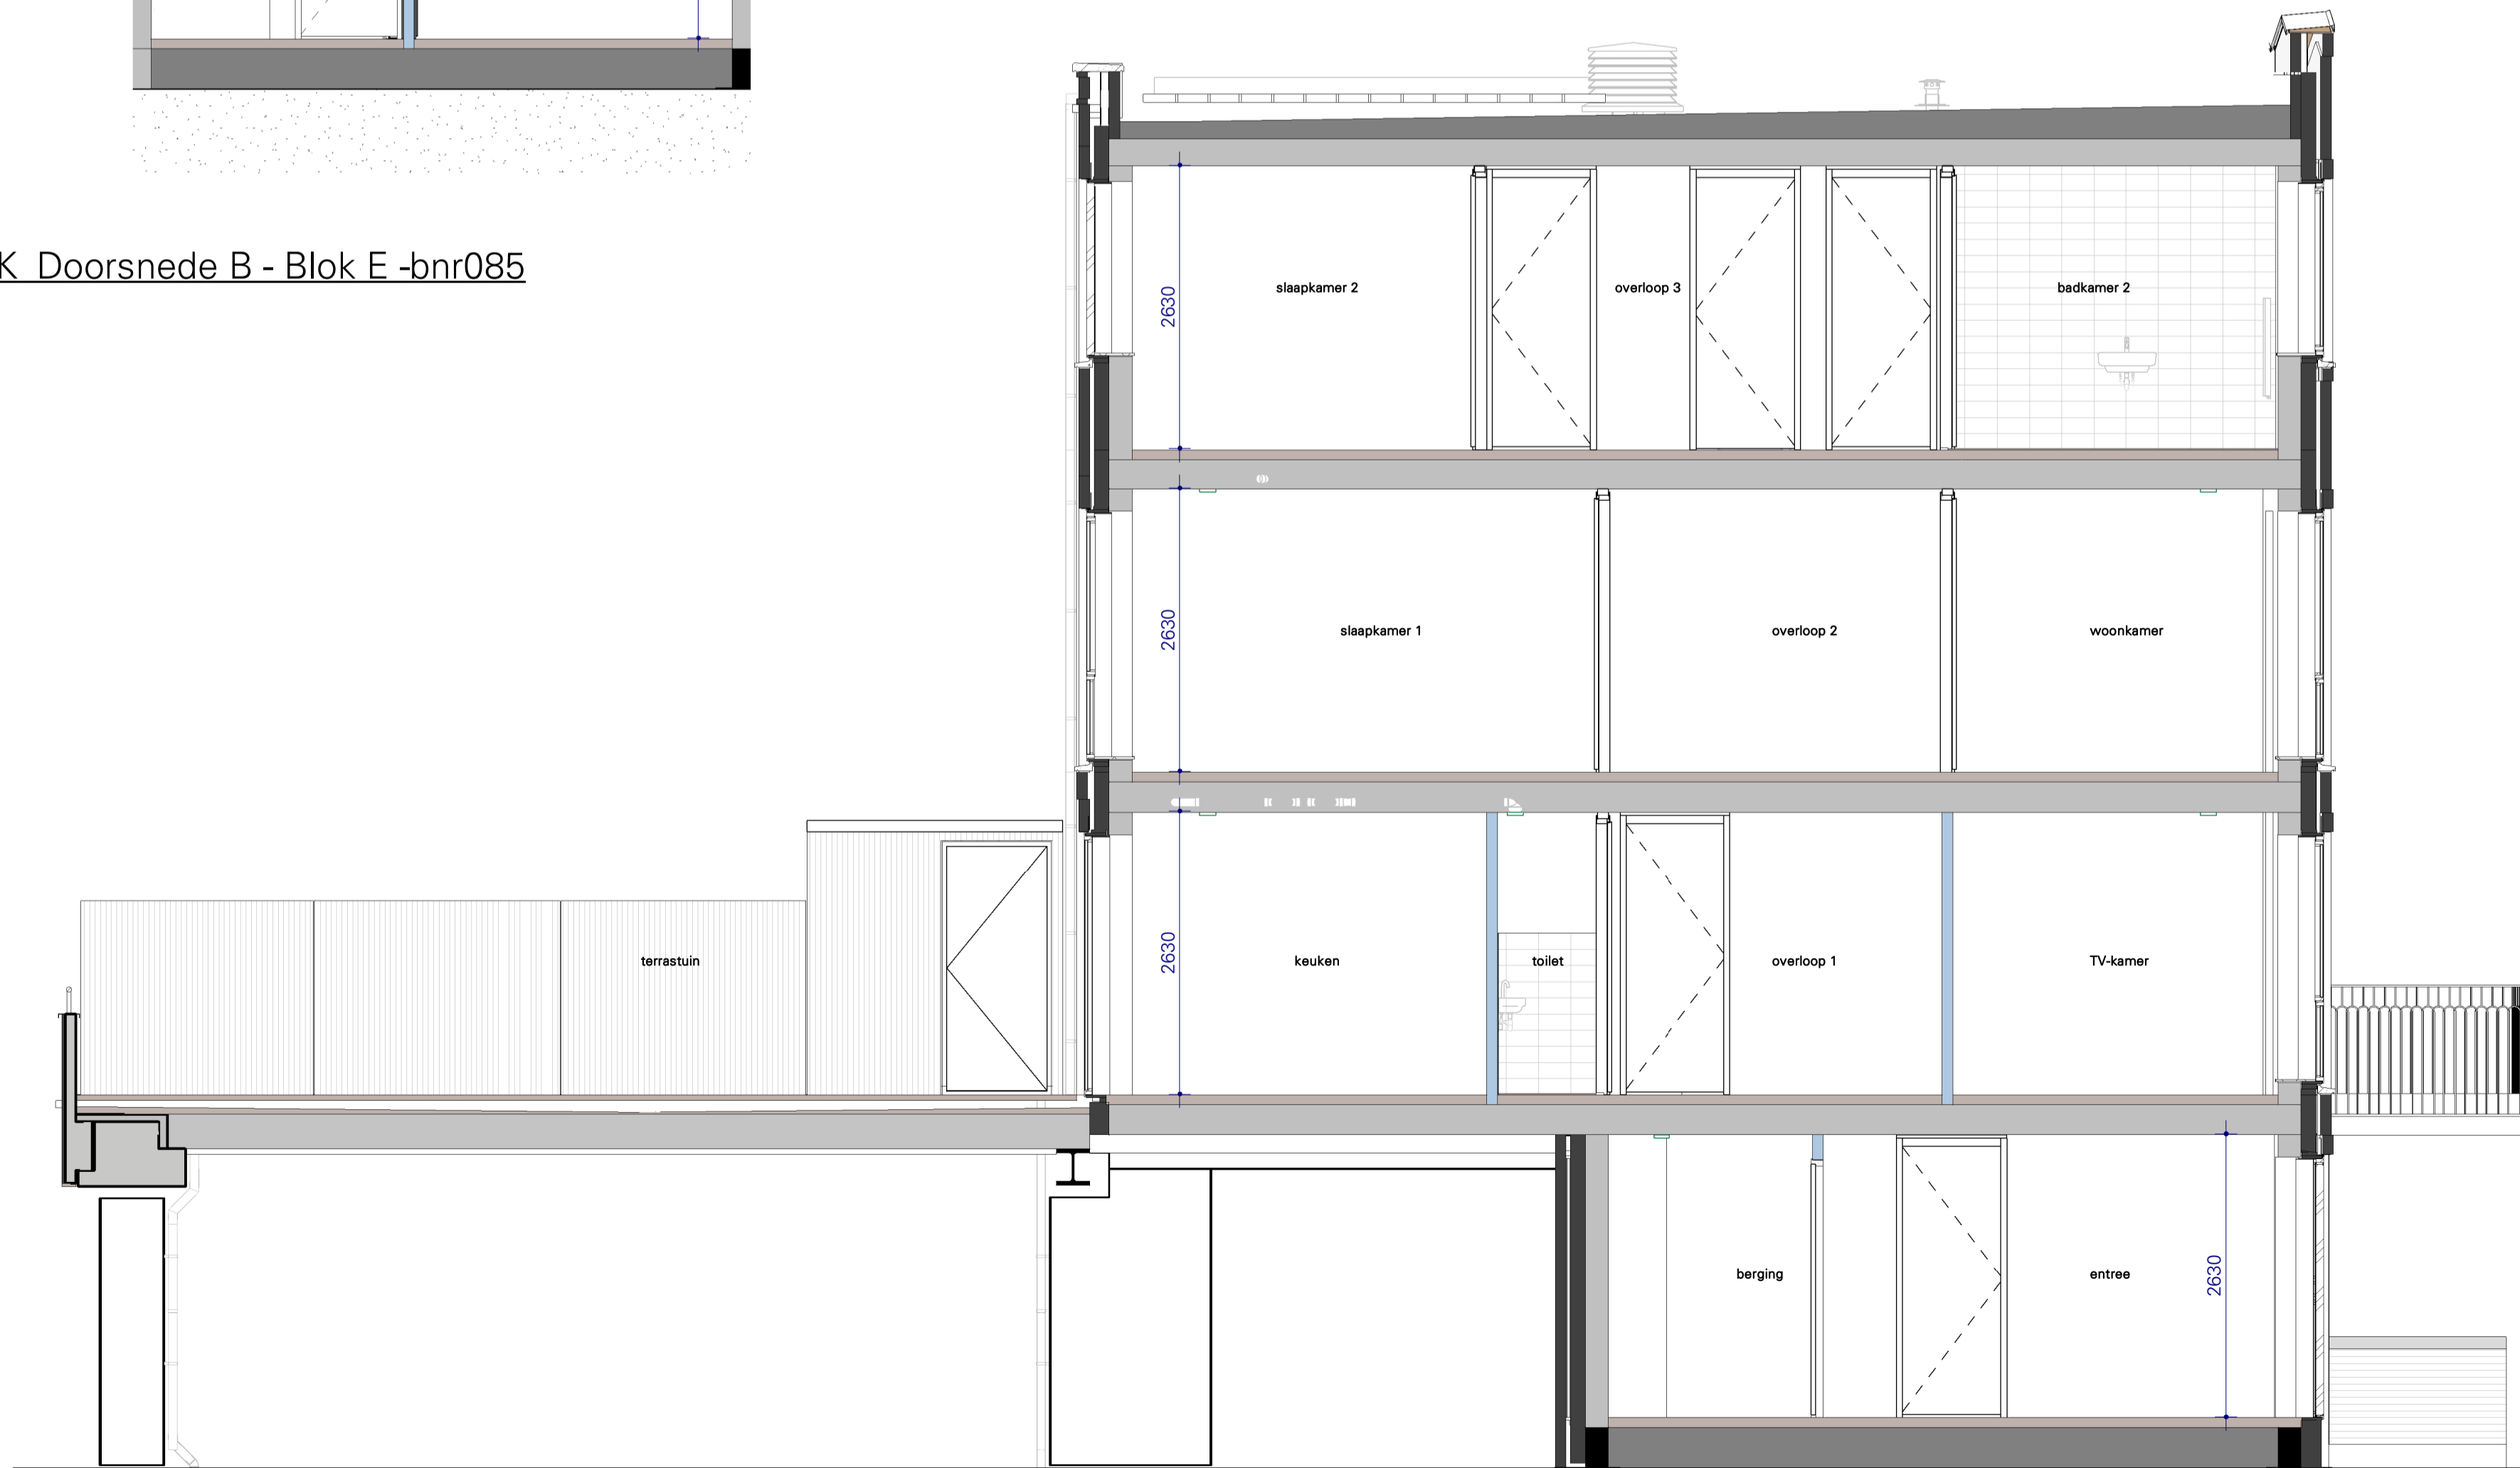 K Doorsnede B - Blok E -bnr085
slaapkamer 2
overloop 3
badkamer 2
2630
slaapkamer 1
overloop 2
woonkamer
2630
terrastuin
keuken
toilet
overloop 1
TV-kamer
2630
berging
entree
2630